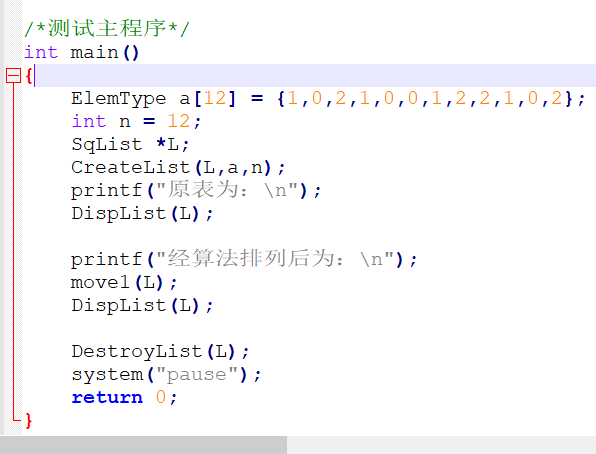 /*测试主程序*/
int main()
{
ElemType a[12] = {1,0,2,1,0,0,1,2,2,1,0,2};
int n = 12;
SqList *L;
CreateList(L,a,n);
printf("原表为：\n");
DispList(L);
printf("经算法排列后为：\n");
move1(L);
DispList(L);
DestroyList(L);
system("pause");
return 0;
}